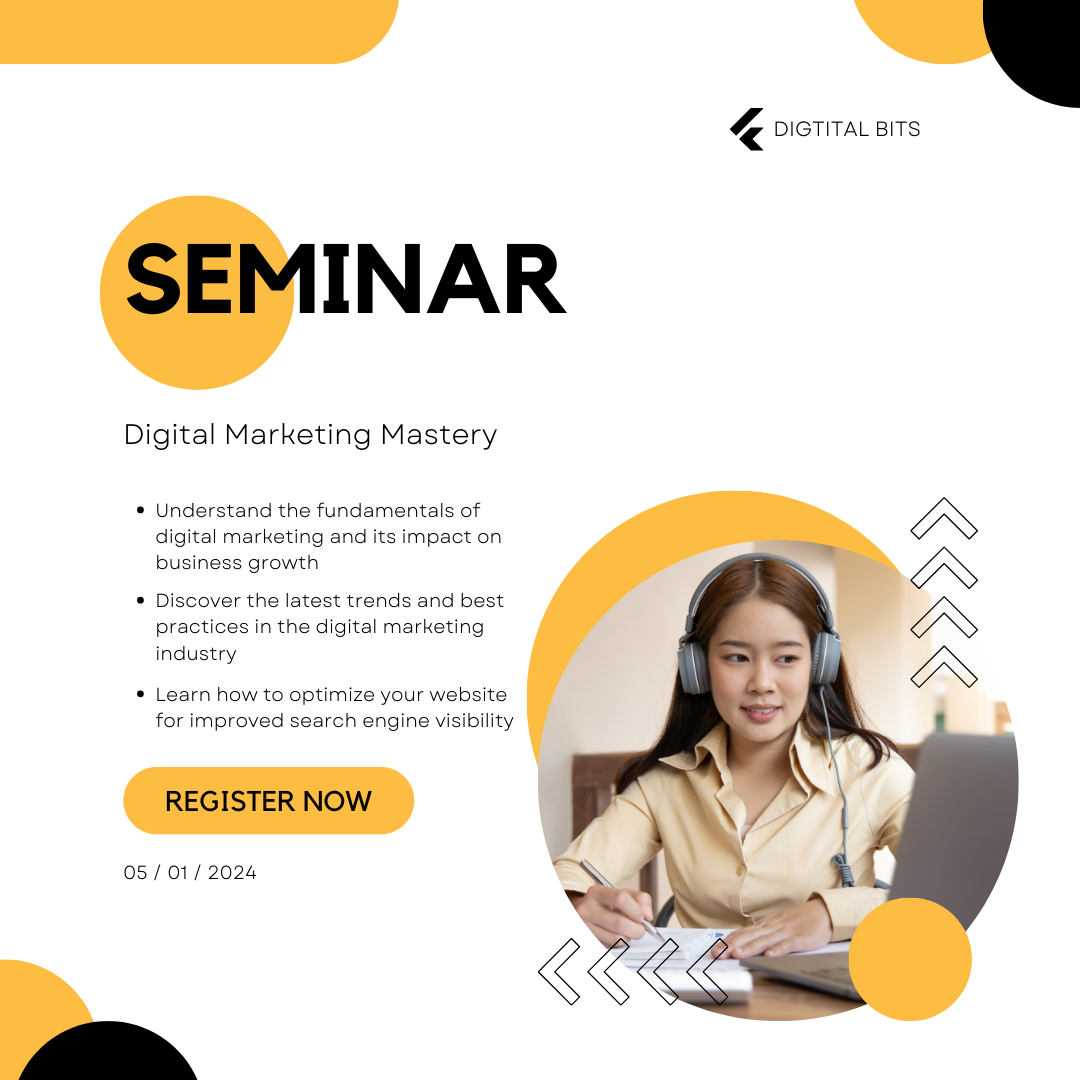 DIGTITAL BITS
SEMINAR
Digital Marketing Mastery
• Understand the fundamentals of
digital marketing and its impact on
business growth
• Discover the latest trends and best
practices in the digital marketing
industry
• Learn how to optimize your website
for improved search engine visibility
REGISTER NOW
05 / 01 / 2024